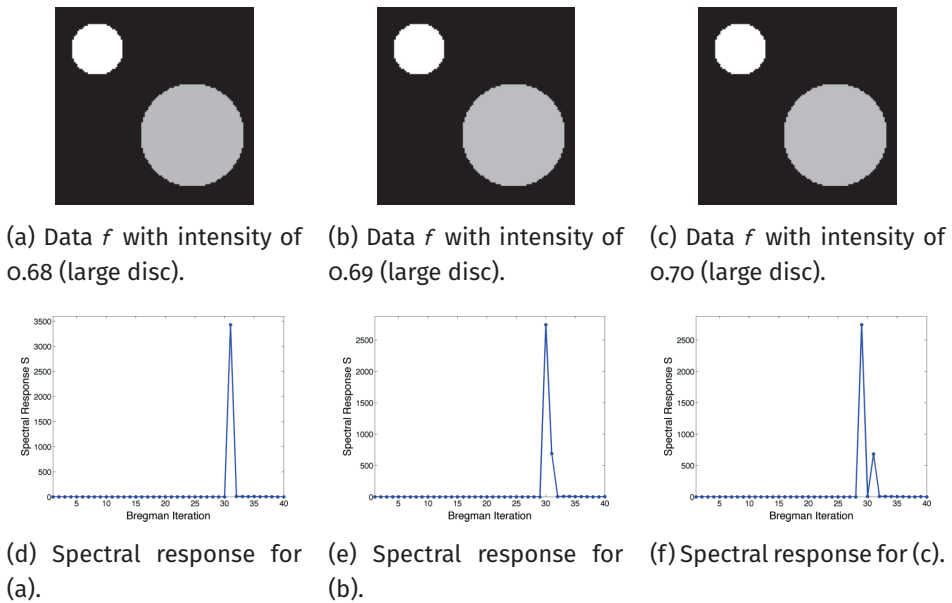 (a) Data f with intensity of
0.68 (large disc).
(b) Data f with intensity of
0.69 (large disc).
(c) Data f with intensity of
0.70 (large disc).
Spectral Response S
3500
3000
2500
2000
1500
1000
500
0
5 10 15 20 25 30 35 40
Bregman Iteration
Spectral Response S
2500
2000
1500
1000
500
0
5 10 15 20 25 30 35 40
Bregman Iteration
Spectral Response S
2500
2000
1500
1000
500
0
5 10 15 20 25 30 35 40
Bregman Iteration
(d) Spectral response for
(a).
(e) Spectral response for
(b).
(f) Spectral response for (c).